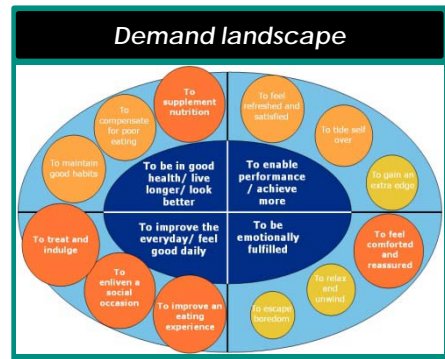 Demand landscape
To
supplement
nutrition
To
compensate
for poor
eating
To maintain
good habits
To be in good
health/ live
longer/ look
better
To feel
refreshed and
satisfied
To tide self
over
To gain an
extra edge
To enable
performance
/ achieve
more
To treat and
indulge
To
enliven a
social
occasion
To improve an
eating
experience
To improve the
everyday/ feel
good daily
To be
emotionally
fulfilled
To feel
comforted
and
reassured
To relax
and
unwind
To escape
boredom